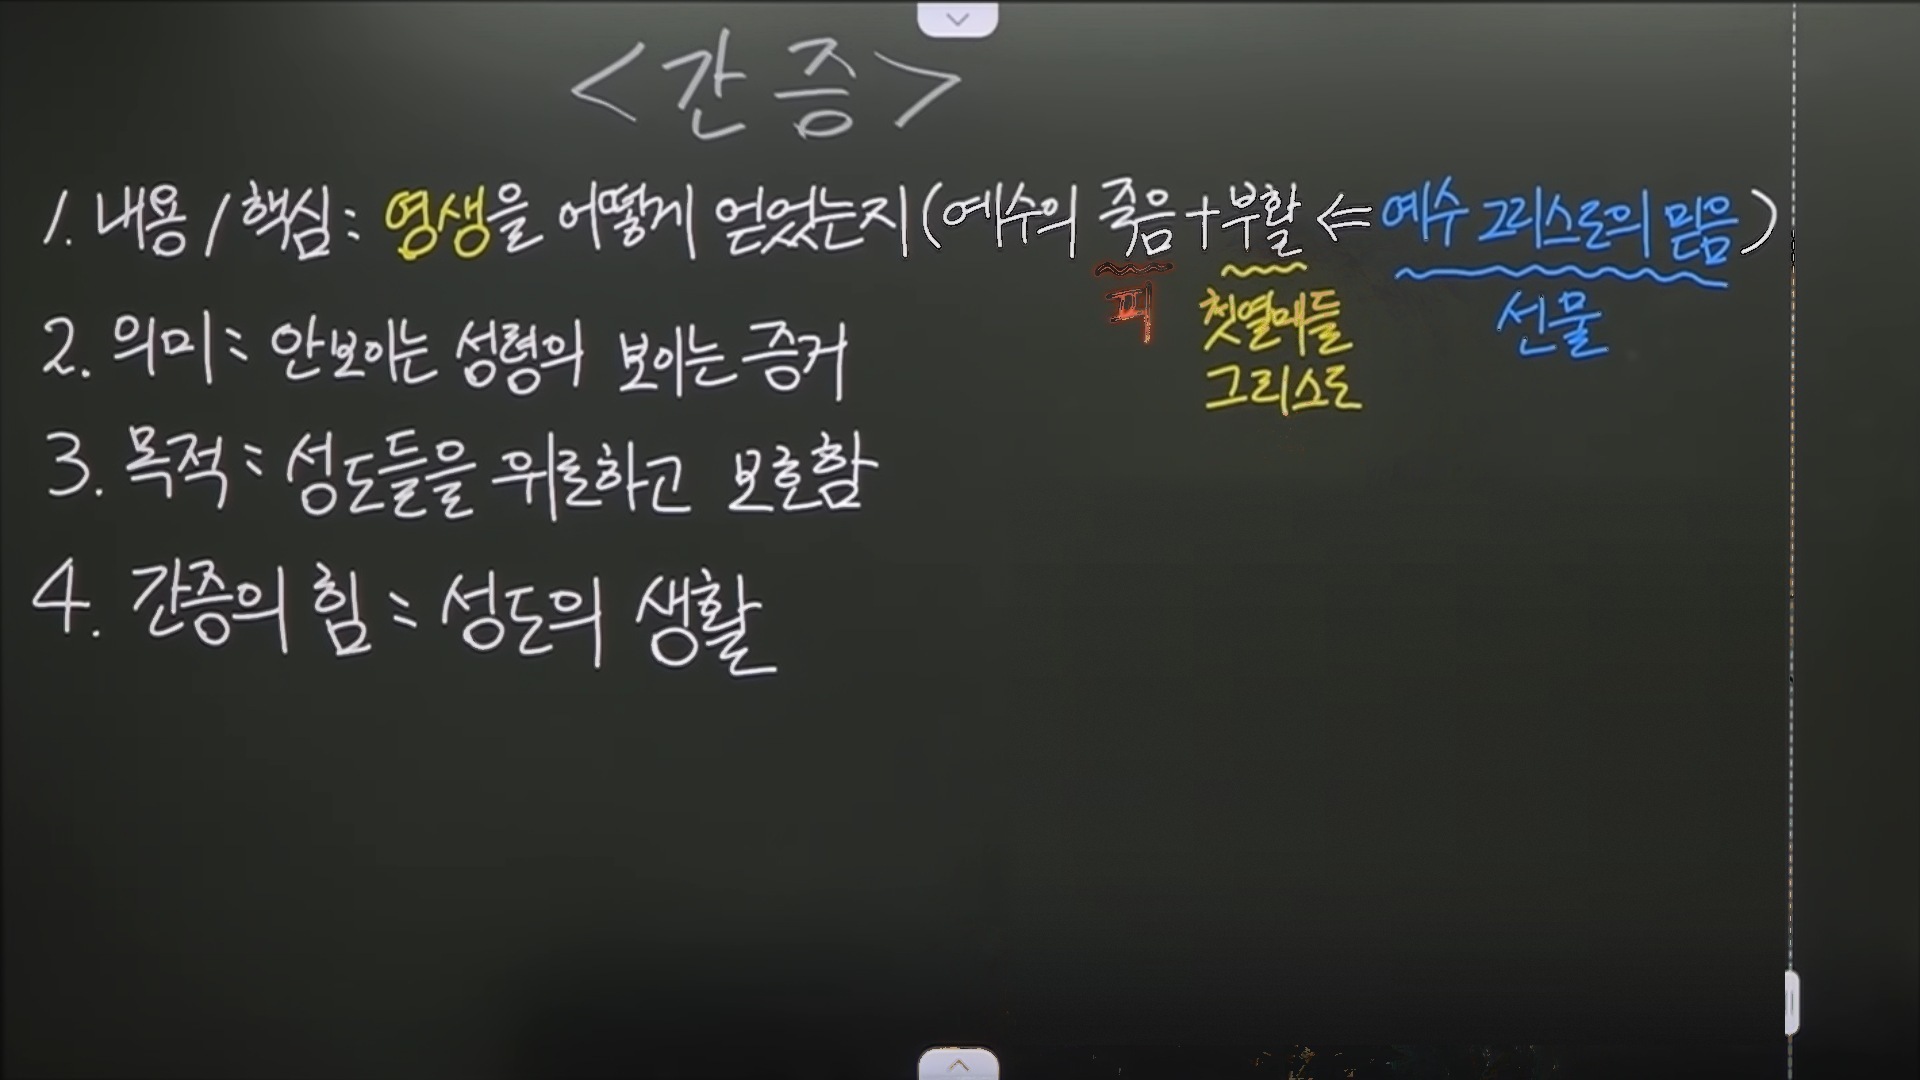 <간증>
1. 내용/핵심: 영생을 어떻게 얻었는지(예수의 죽음+부활⇐예수 그리스도의 믿음)
피 첫열매들 선물
그리스도
2. 의미: 안보이는 성령의 보이는 증거
3. 목적: 성도들을 위로하고 보호함
4. 간증의 힘: 성도의 생활